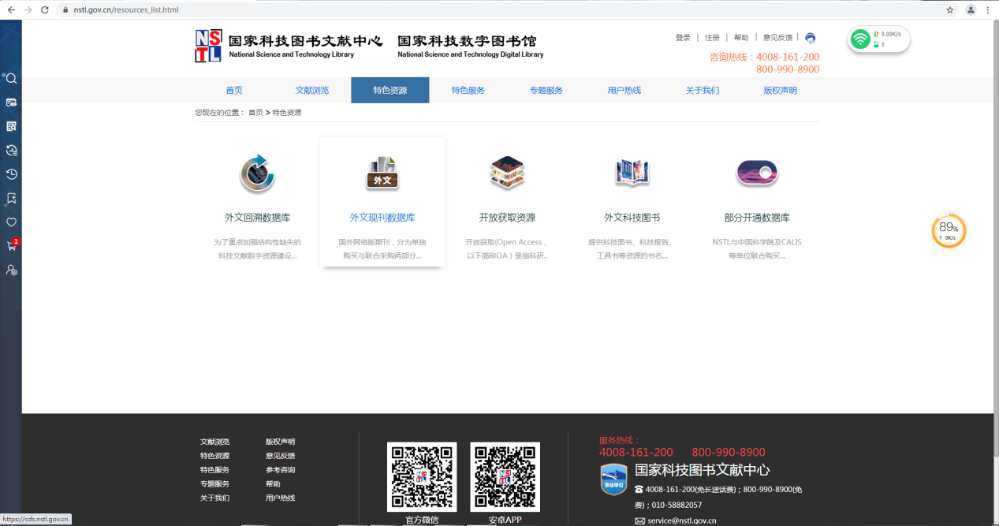 nstl.gov.cn/resources_list.html
NSTL 国家科技图书文献中心 国家科技数字图书馆
National Science and Technology Library National Science and Technology Digital Library
登录 | 注册 | 帮助 | 意见反馈 |
0.00K/s
0
咨询热线：4008-161-200
800-990-8900
首页 文献浏览 特色资源 特色服务 专题服务 用户热线 关于我们 版权声明
您现在的位置： 首页 > 特色资源
外文
外文回溯数据库 外文现刊数据库 开放获取资源 外文科技图书 部分开通数据库
为了重点加强结构性缺失的 国外网络版期刊，分为单独 开放获取(Open Access， 提供科技图书、科技报告、 NSTL与中国科学院及CALIS
科技文献数字资源建设... 购买与联合采购两部分... 以下简称OA）是指科研.. 工具书等资源的书名... 等单位联合购买...
89%
0K/s
1
文献浏览 版权声明
特色资源 意见反馈
特色服务 参考咨询
专题服务 帮助
关于我们 用户热线
NSTL
NSTL
官方微信 安卓APP
服务热线：
4008-161-200 800-990-8900
事业单位
国家科技图书文献中心
4008-161-200(免长途话费)；800-990-8900(免
费)；010-58882057
service@nstl.gov.cn
https://cds.nstl.gov.cn